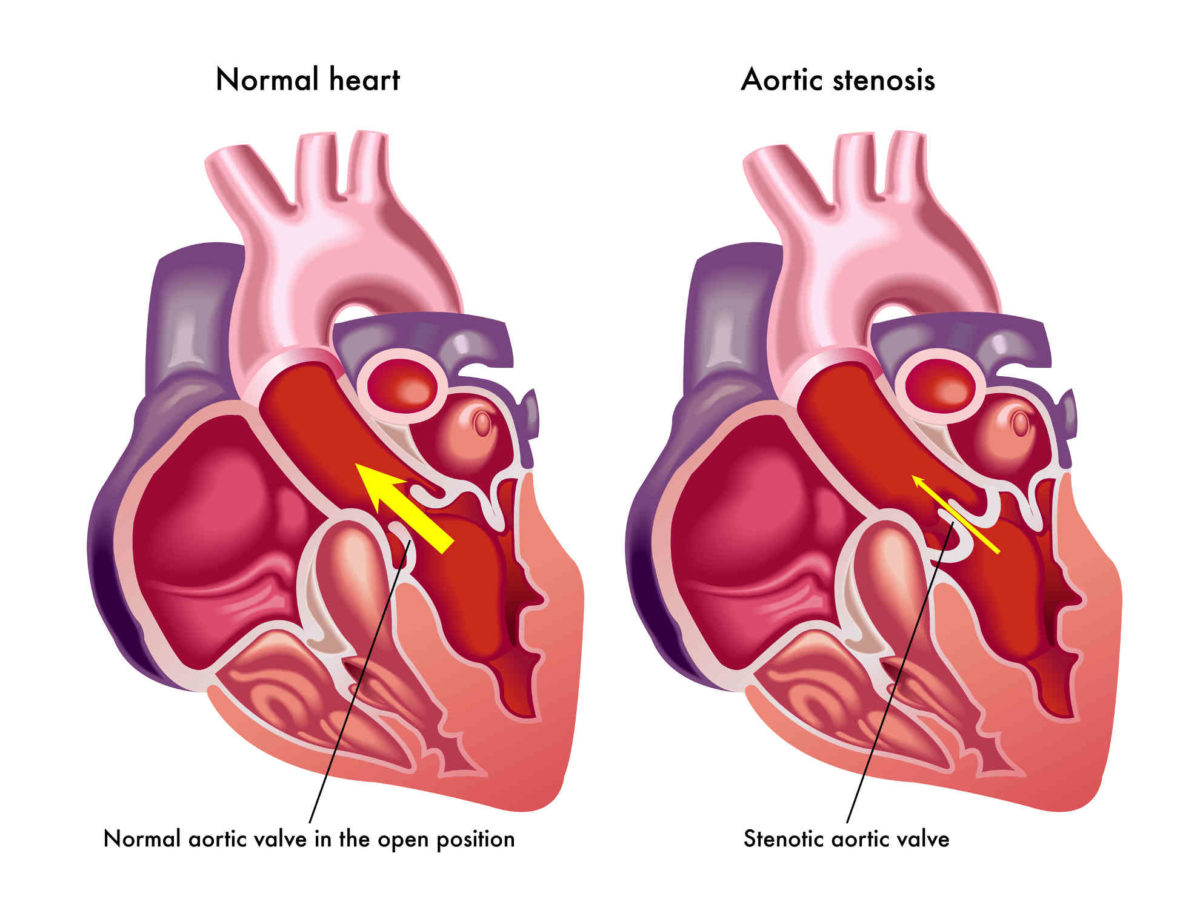 Normal heart
Aortic stenosis
Normal aortic valve in the open position
Stenotic aortic valve